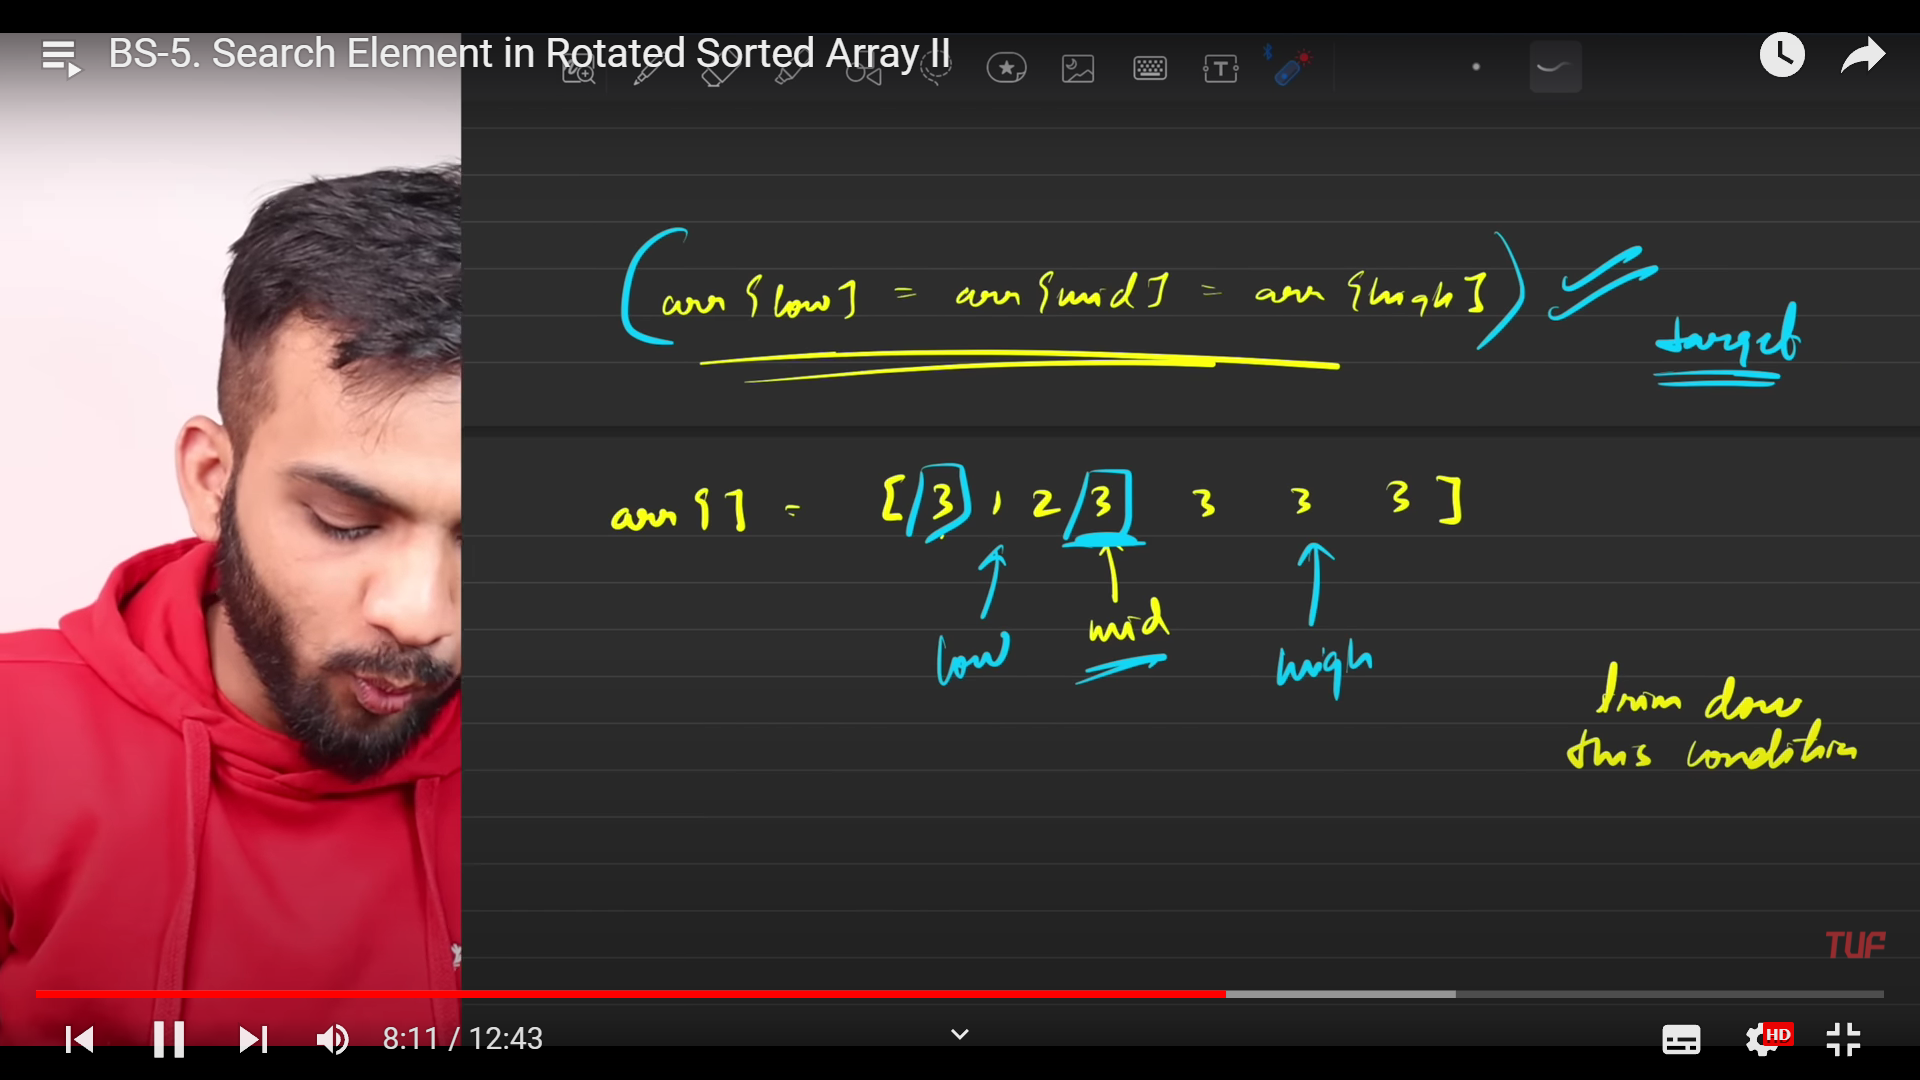 BS-5. Search Element in Rotated Sorted Array II
T
(arr[low] = arr[mid] = arr[high])
target
arr[] = [3 1 2 3 3 3 3]
low mid high
trim down
this condition
TUF
8:11 / 12:43
HD